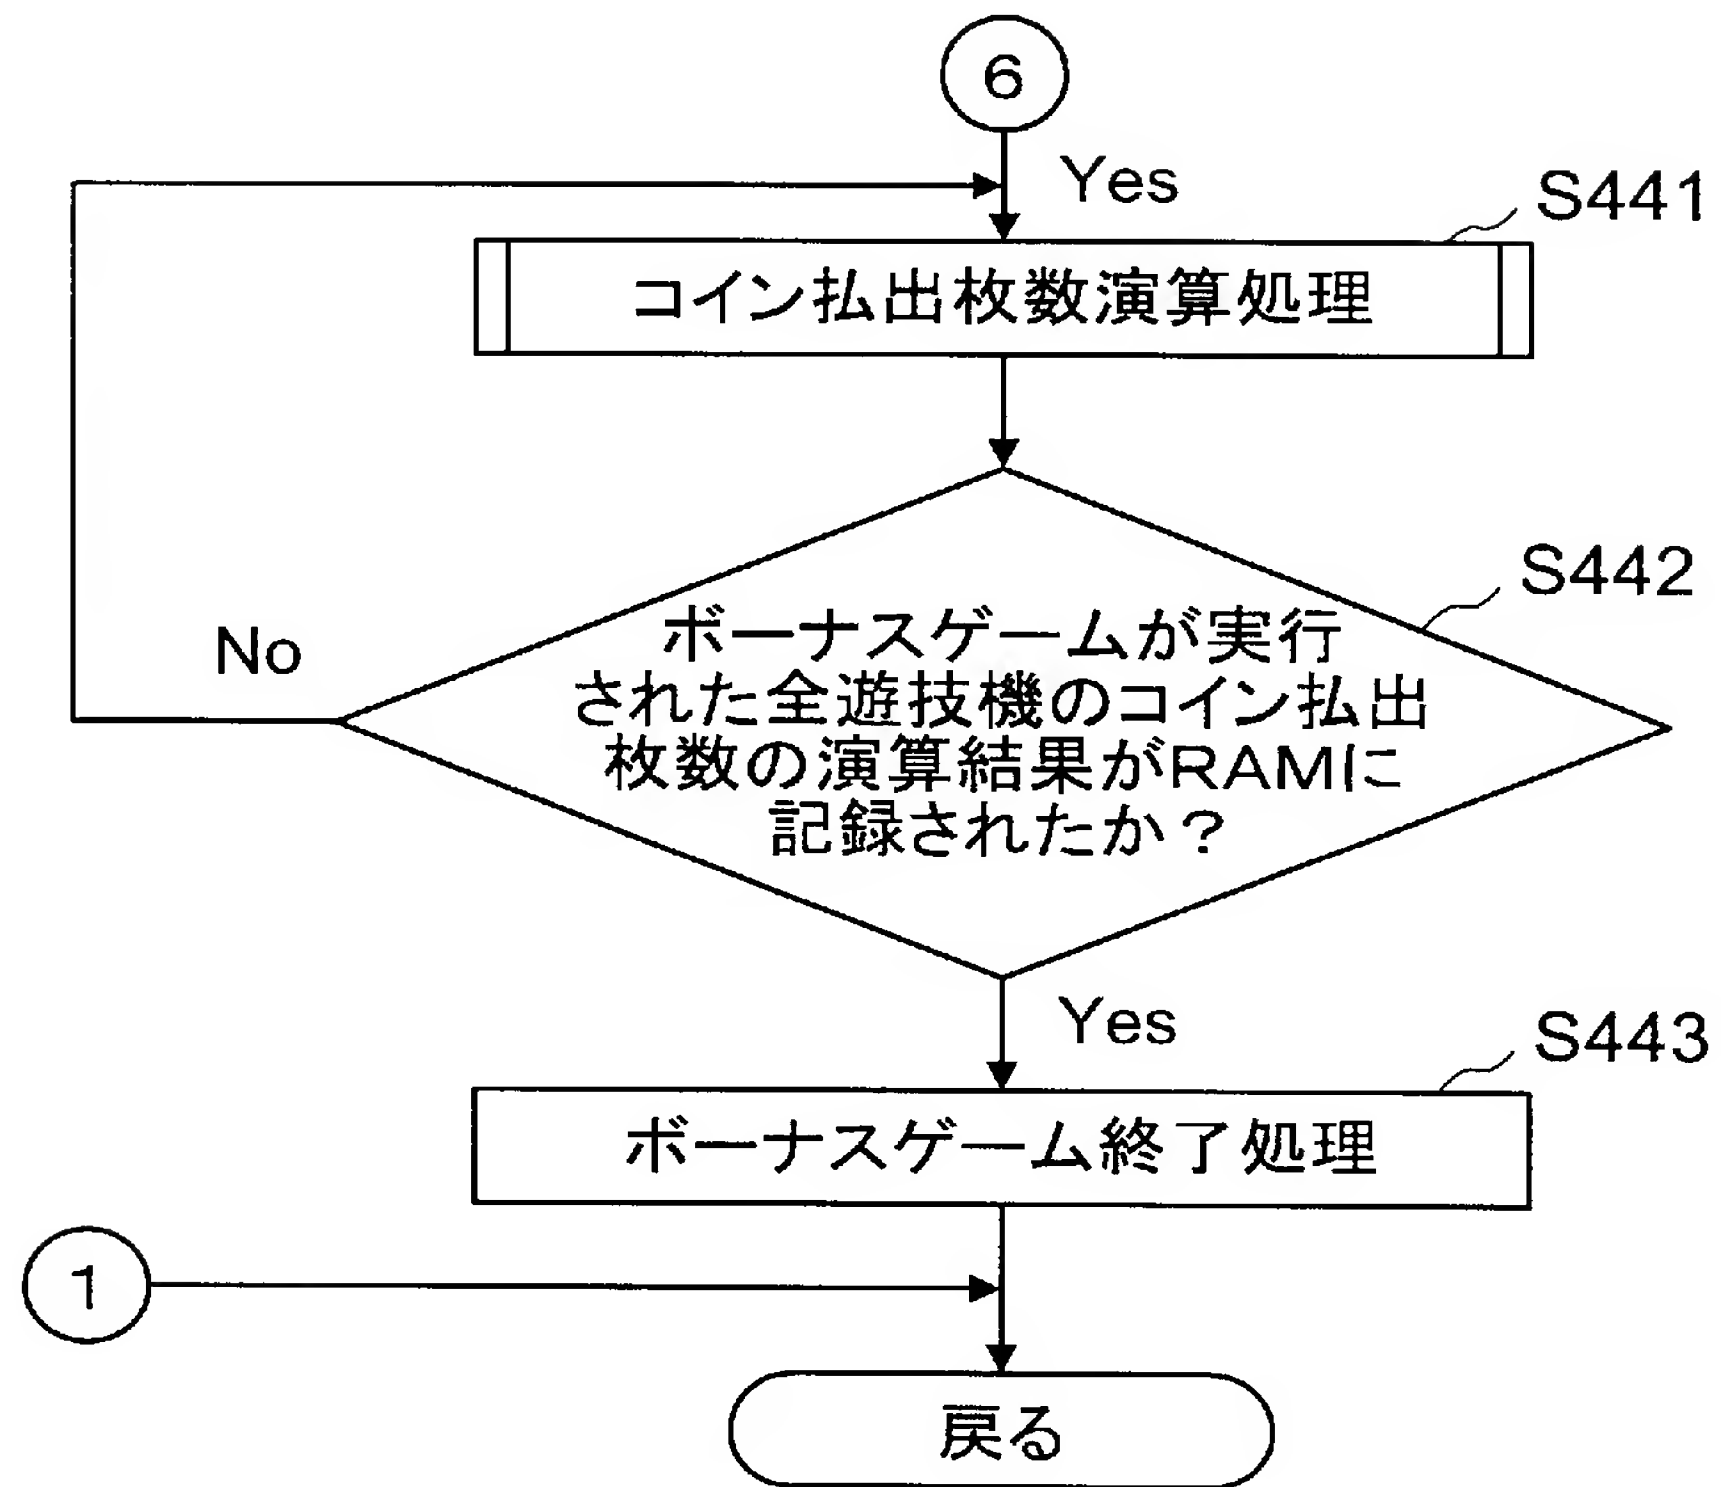 6
Yes
S441
コイン払出枚数演算処理
S442
ボーナスゲームが実行
された全遊技機のコイン払出
枚数の演算結果がRAMに
記録されたか？
No
Yes
S443
ボーナスゲーム終了処理
1
戻る